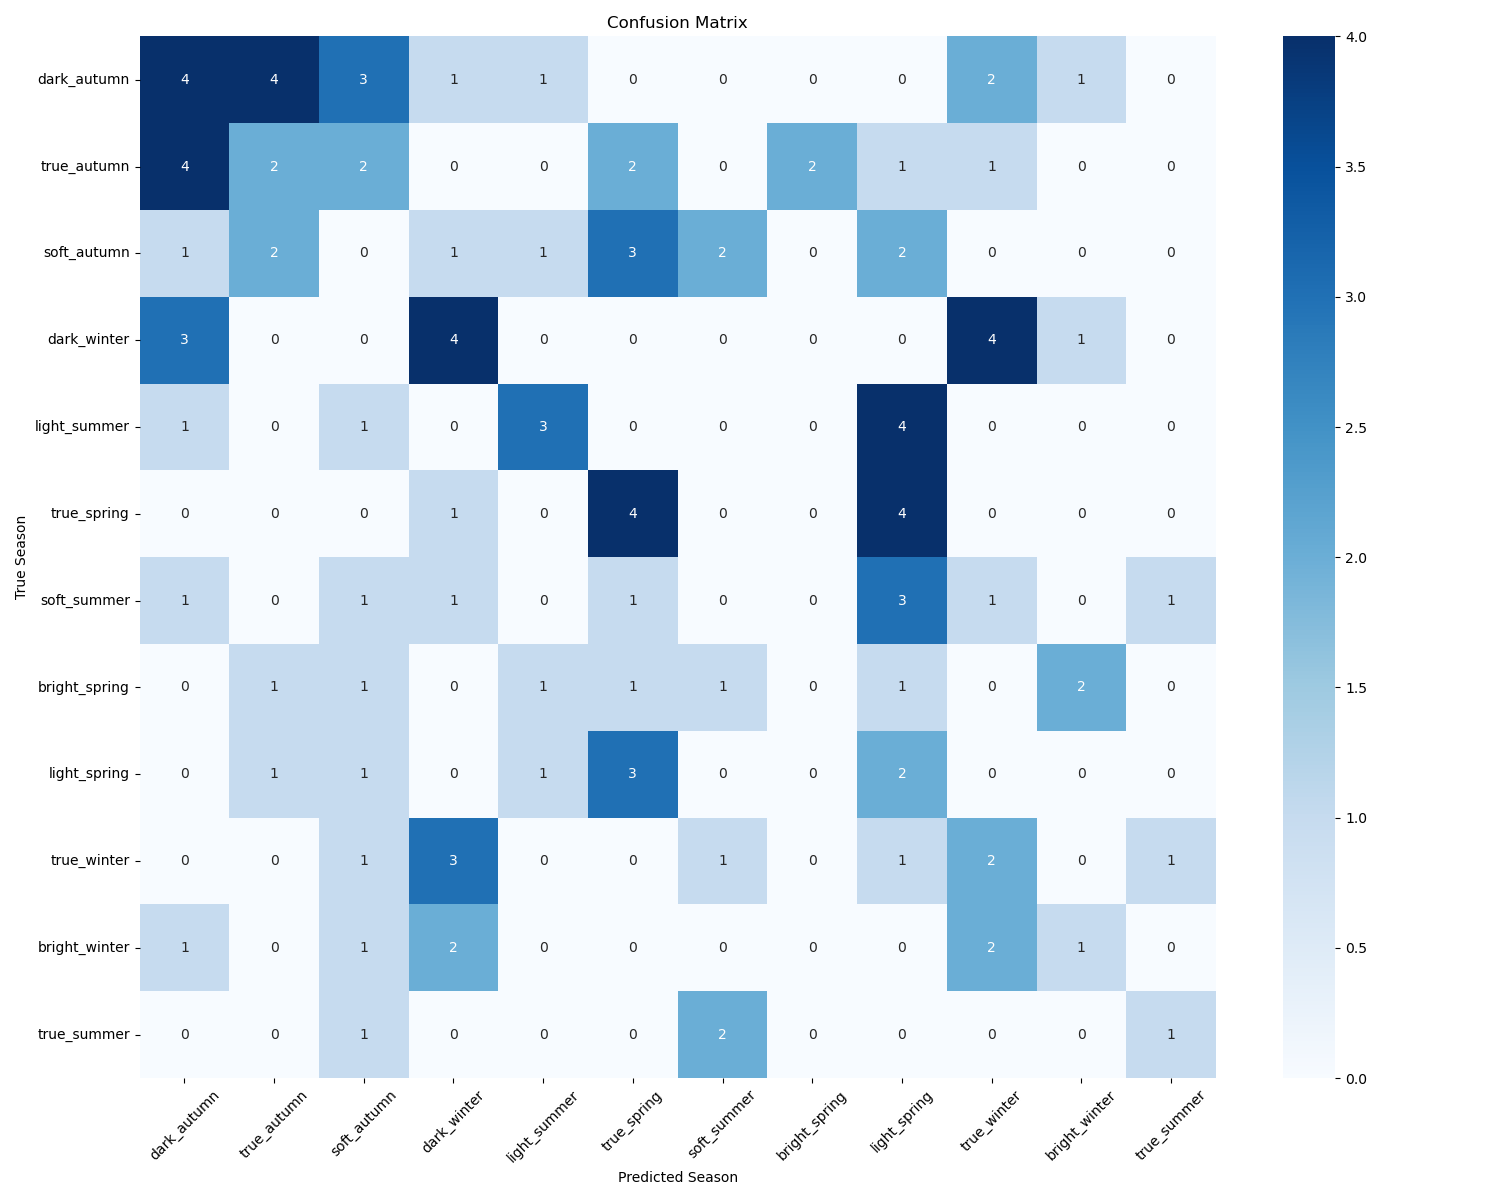 Confusion Matrix
dark_autumn 4 4 3 1 1 0 0 0 0 2 1 0
true_autumn 4 2 2 0 0 2 0 2 1 1 0 0
soft_autumn 1 2 0 1 1 3 2 0 2 0 0 0
dark_winter 3 0 0 4 0 0 0 0 0 4 1 0
light_summer 1 0 1 0 3 0 0 0 4 0 0 0
true_spring 0 0 0 1 0 4 0 0 4 0 0 0
soft_summer 1 0 1 1 0 1 0 0 3 1 0 1
bright_spring 0 1 1 0 1 1 1 0 1 0 2 0
light_spring 0 1 1 0 1 3 0 0 2 0 0 0
true_winter 0 0 1 3 0 0 1 0 1 2 0 1
bright_winter 1 0 1 2 0 0 0 0 0 2 1 0
true_summer 0 0 1 0 0 0 2 0 0 0 0 1
True Season
dark_autumn true_autumn soft_autumn dark_winter light_summer true_spring soft_summer bright_spring light_spring true_winter bright_winter true_summer
Predicted Season
4.0
3.5
3.0
2.5
2.0
1.5
1.0
0.5
0.0